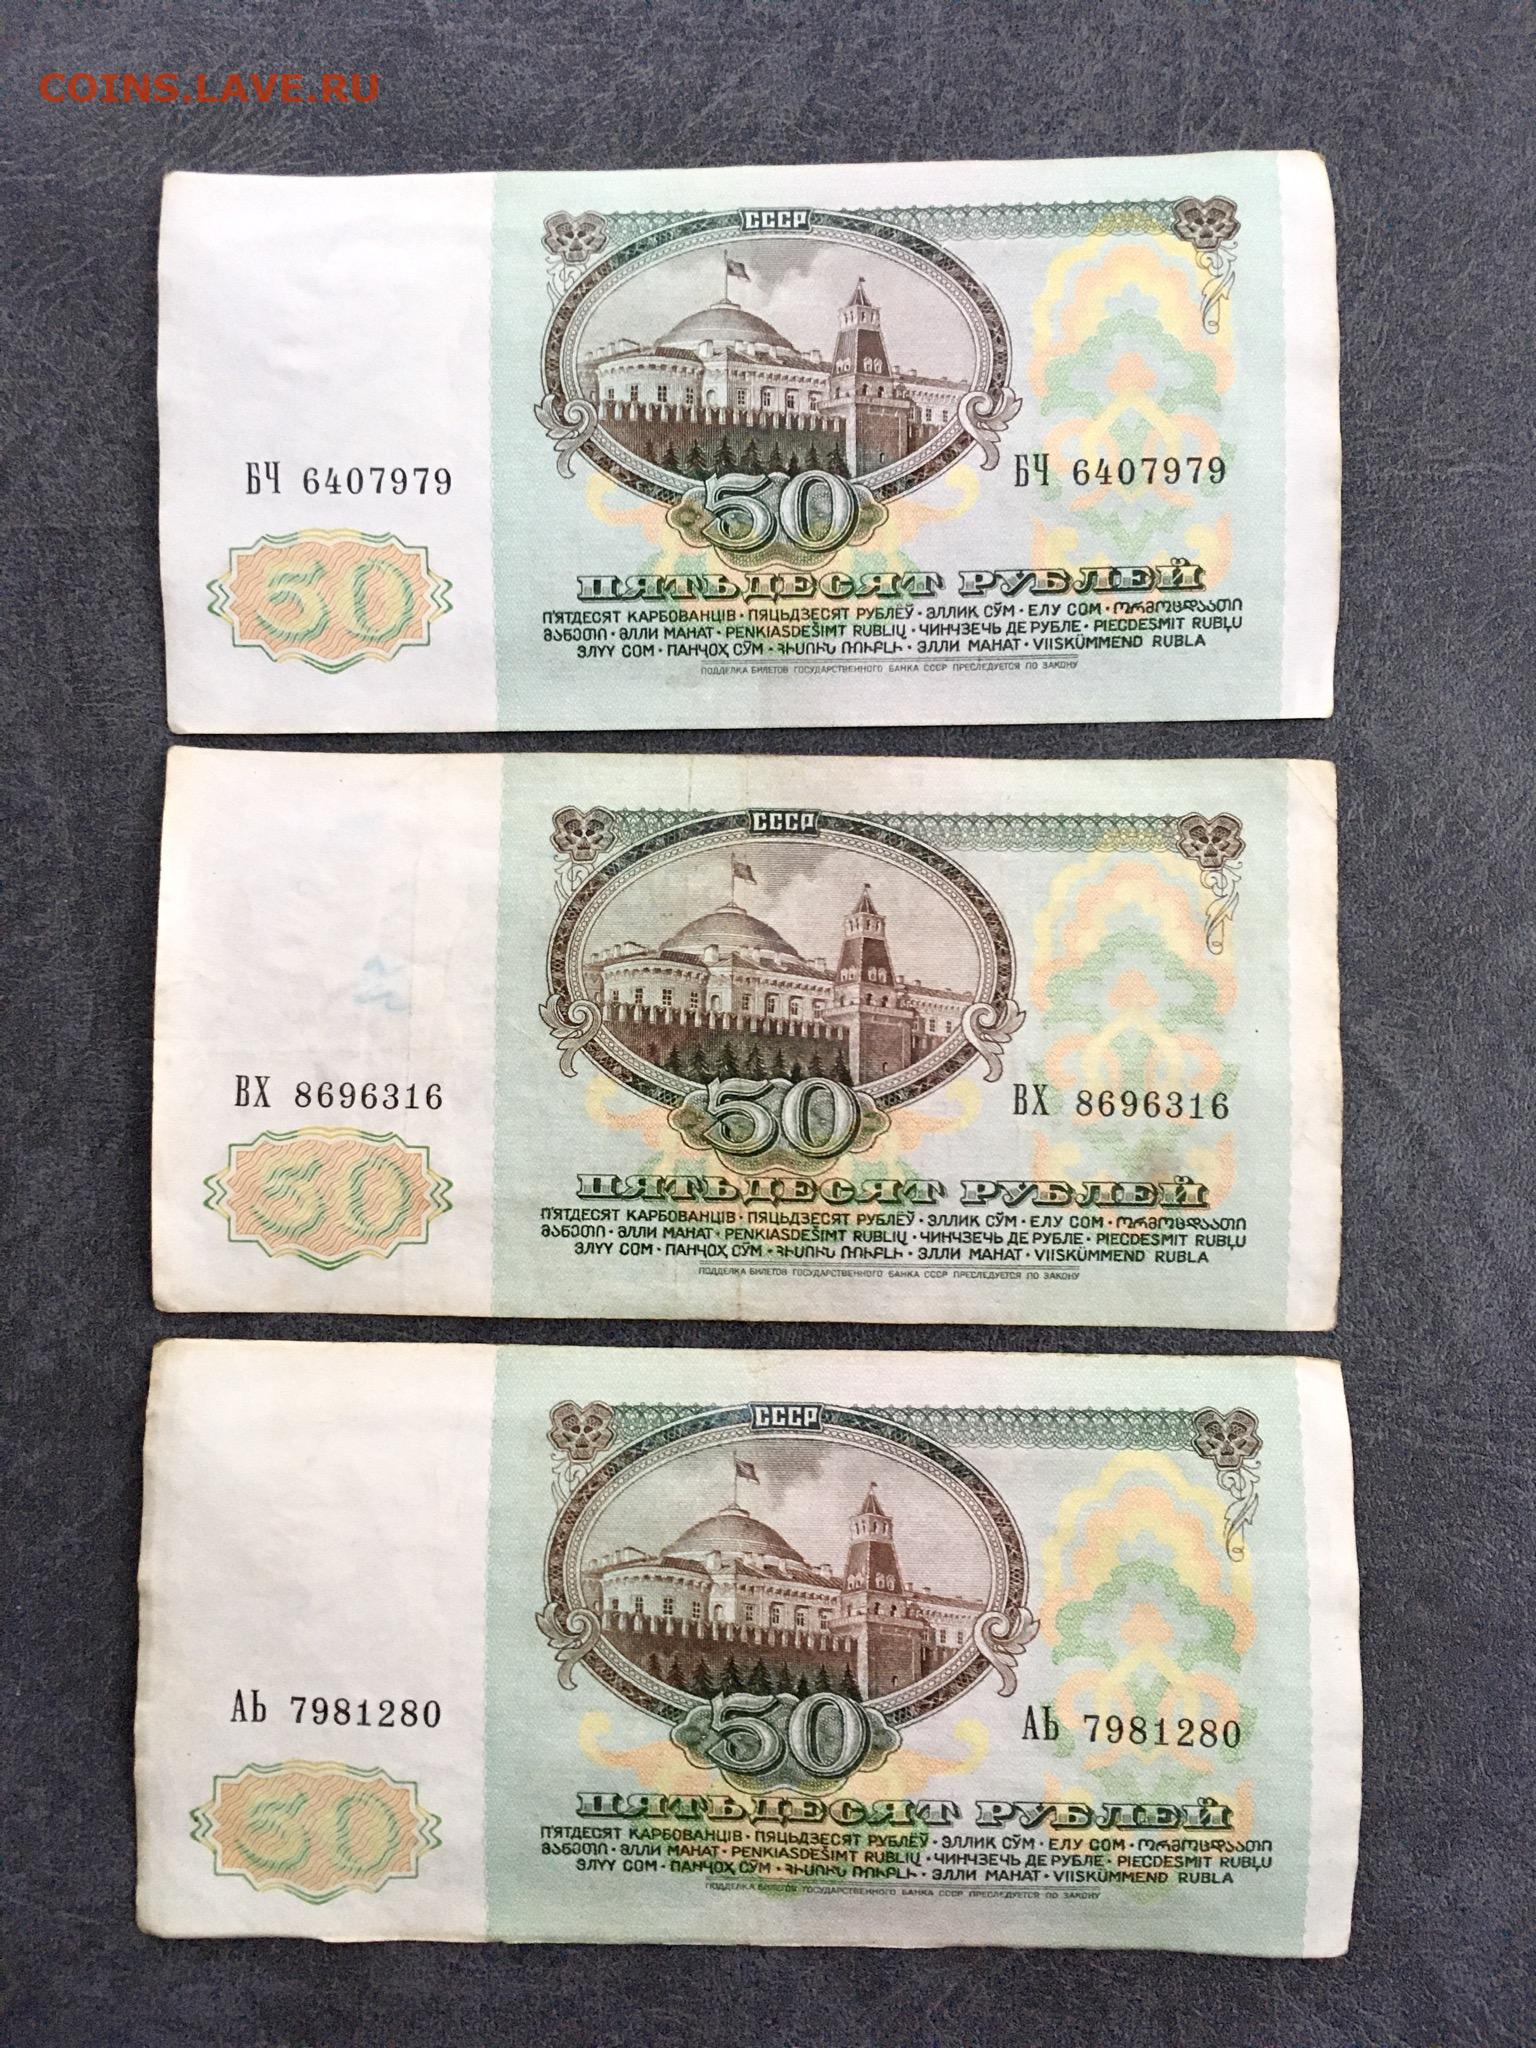 COINS.LAVE.RU
СССР
БЧ 6407979
БЧ 6407979
50
50
ПЯТЬДЕСЯТ РУБЛЕЙ
П'ЯТДЕСЯТ КАРБОВАНЦІВ · ПЯЦЬДЗЕСЯТ РУБЛЁЎ · ЭЛЛИК СЎМ · ЕЛУ СОМ · ᲝᲠᲛᲝᲪᲓᲐᲐᲗᲘ
ᲛᲐᲜᲔᲗᲘ · ӘЛЛИ МАНАТ · PENKIASDEŠIMT RUBLIŲ · ЧИНЧЗЕЧЬ ДЕ РУБЛЕ · PIECDESMIT RUBĻU
ЭЛҮҮ СОМ · ПАНҶОҲ СӮМ · ՀԻՍՈՒՆ ՌՈՒԲԼԻ · ЭЛЛИ МАНАТ · VIISKÜMMEND RUBLA
ПОДДЕЛКА БИЛЕТОВ ГОСУДАРСТВЕННОГО БАНКА СССР ПРЕСЛЕДУЕТСЯ ПО ЗАКОНУ
СССР
ВХ 8696316
ВХ 8696316
50
50
ПЯТЬДЕСЯТ РУБЛЕЙ
П'ЯТДЕСЯТ КАРБОВАНЦІВ · ПЯЦЬДЗЕСЯТ РУБЛЁЎ · ЭЛЛИК СЎМ · ЕЛУ СОМ · ᲝᲠᲛᲝᲪᲓᲐᲐᲗᲘ
ᲛᲐᲜᲔᲗᲘ · ӘЛЛИ МАНАТ · PENKIASDEŠIMT RUBLIŲ · ЧИНЧЗЕЧЬ ДЕ РУБЛЕ · PIECDESMIT RUBĻU
ЭЛҮҮ СОМ · ПАНҶОҲ СӮМ · ՀԻՍՈՒՆ ՌՈՒԲԼԻ · ЭЛЛИ МАНАТ · VIISKÜMMEND RUBLA
ПОДДЕЛКА БИЛЕТОВ ГОСУДАРСТВЕННОГО БАНКА СССР ПРЕСЛЕДУЕТСЯ ПО ЗАКОНУ
СССР
АЬ 7981280
АЬ 7981280
50
50
ПЯТЬДЕСЯТ РУБЛЕЙ
П'ЯТДЕСЯТ КАРБОВАНЦІВ · ПЯЦЬДЗЕСЯТ РУБЛЁЎ · ЭЛЛИК СЎМ · ЕЛУ СОМ · ᲝᲠᲛᲝᲪᲓᲐᲐᲗᲘ
ᲛᲐᲜᲔᲗᲘ · ӘЛЛИ МАНАТ · PENKIASDEŠIMT RUBLIŲ · ЧИНЧЗЕЧЬ ДЕ РУБЛЕ · PIECDESMIT RUBĻU
ЭЛҮҮ СОМ · ПАНҶОҲ СӮМ · ՀԻՍՈՒՆ ՌՈՒԲԼԻ · ЭЛЛИ МАНАТ · VIISKÜMMEND RUBLA
ПОДДЕЛКА БИЛЕТОВ ГОСУДАРСТВЕННОГО БАНКА СССР ПРЕСЛЕДУЕТСЯ ПО ЗАКОНУ